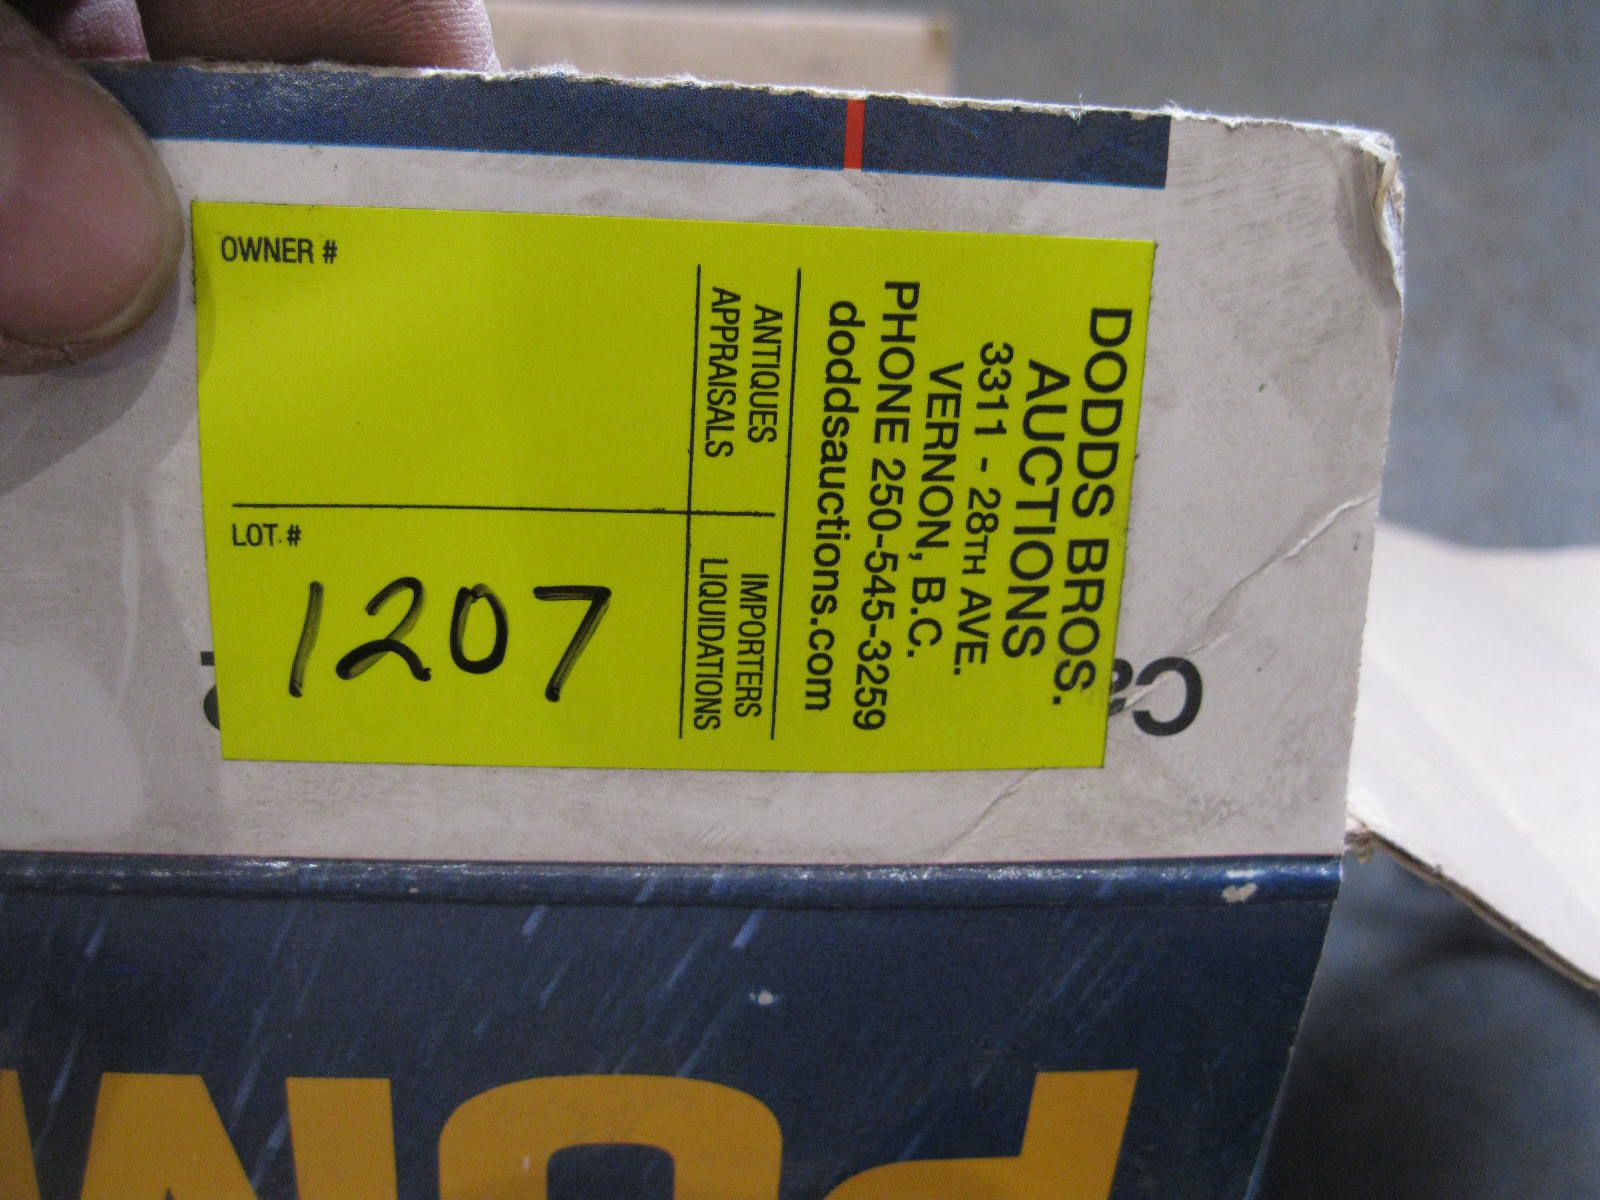 OWNER #
LOT #
1207
DODDS BROS.
AUCTIONS
3311 - 28TH AVE.
VERNON, B.C.
PHONE 250-545-3259
doddsauctions.com
ANTIQUES
APPRAISALS
IMPORTERS
LIQUIDATIONS